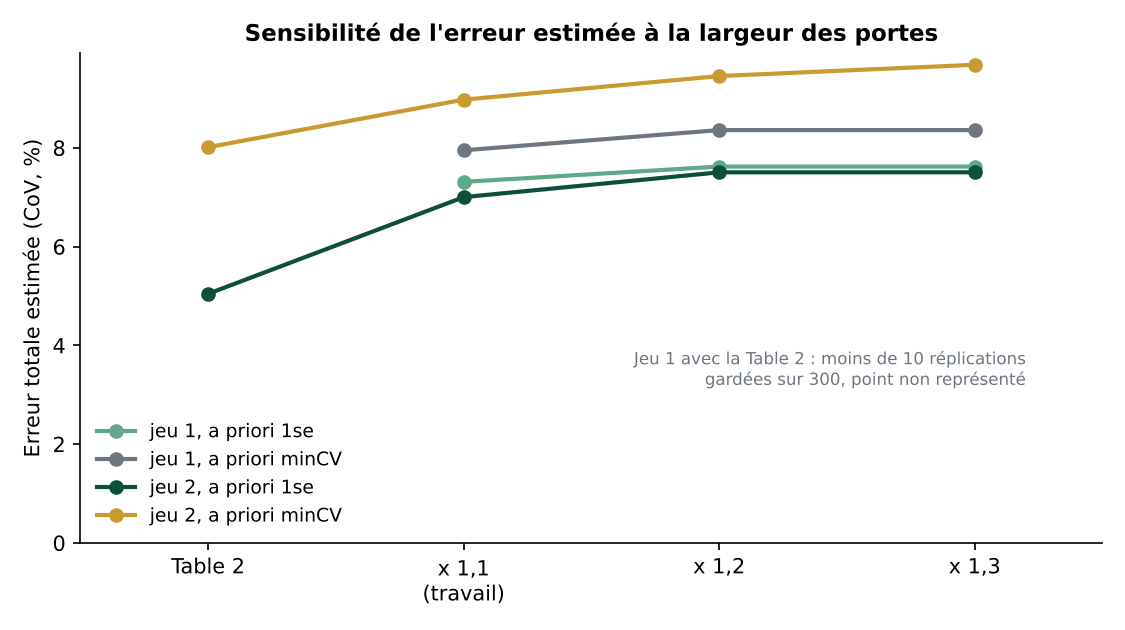 Sensibilité de l'erreur estimée à la largeur des portes
Erreur totale estimée (CoV, %)
8
6
4
2
0
Jeu 1 avec la Table 2 : moins de 10 réplications
gardées sur 300, point non représenté
jeu 1, a priori 1se
jeu 1, a priori minCV
jeu 2, a priori 1se
jeu 2, a priori minCV
Table 2
x 1,1
(travail)
x 1,2
x 1,3